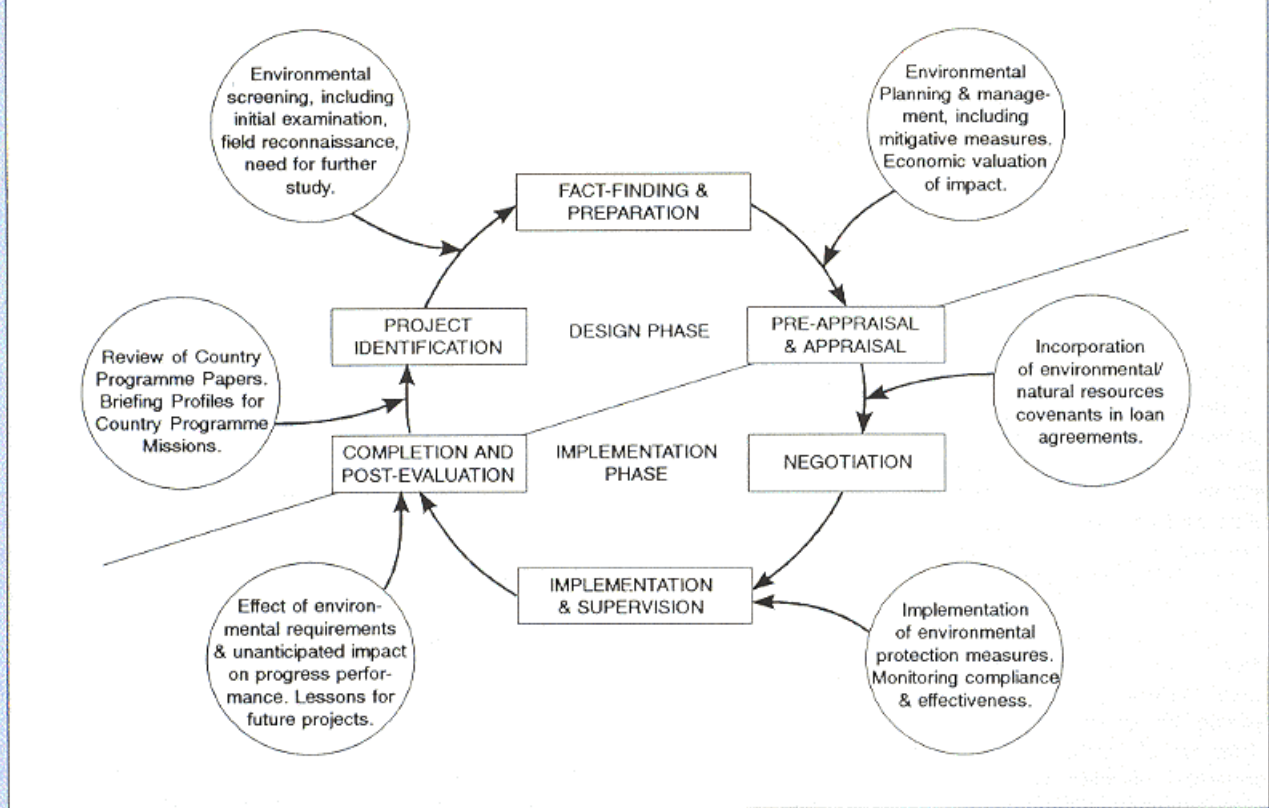 Environmental
screening, including
initial examination,
field reconnaissance,
need for further
study.
Environmental
Planning & manage-
ment, including
mitigative measures.
Economic valuation
of impact.
FACT-FINDING &
PREPARATION
PROJECT
IDENTIFICATION
DESIGN PHASE
PRE-APPRAISAL
& APPRAISAL
Review of Country
Programme Papers.
Briefing Profiles for
Country Programme
Missions.
Incorporation
of environmental/
natural resources
covenants in loan
agreements.
COMPLETION AND
POST-EVALUATION
IMPLEMENTATION
PHASE
NEGOTIATION
IMPLEMENTATION
& SUPERVISION
Effect of environ-
mental requirements
& unanticipated impact
on progress perfor-
mance. Lessons for
future projects.
Implementation
of environmental
protection measures.
Monitoring compliance
& effectiveness.